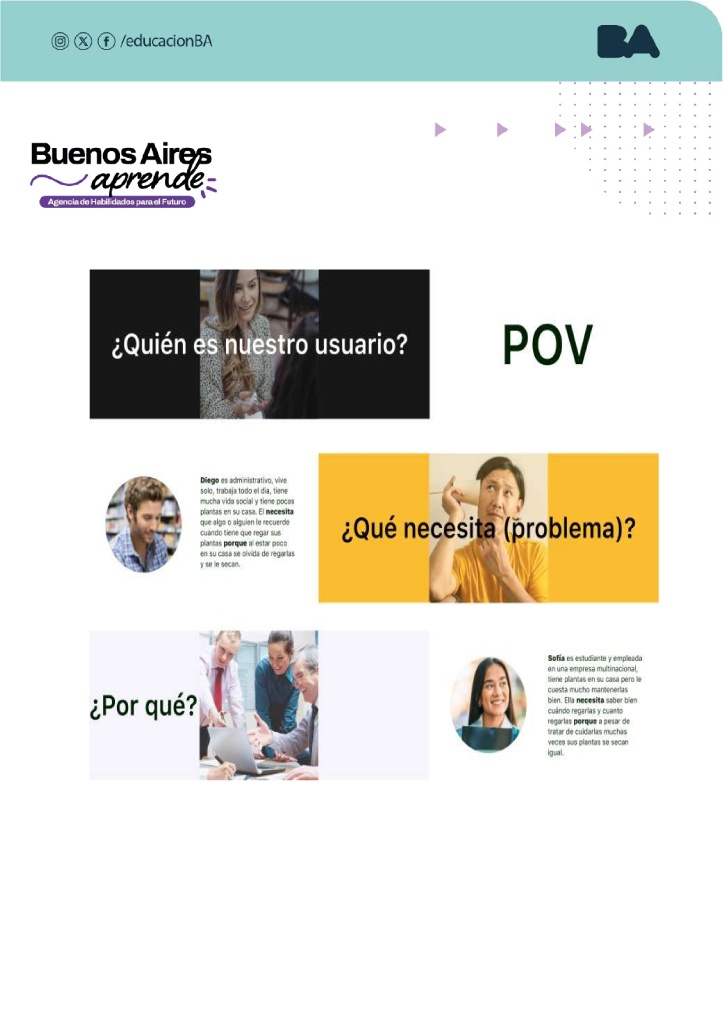 /educacionBA
BA
Buenos Aires
aprende
Agencia de Habilidades para el Futuro
¿Quién es nuestro usuario?
POV
Diego es administrativo, vive
solo, trabaja todo el día, tiene
mucha vida social y tiene pocas
plantas en su casa. El necesita
que algo o alguien le recuerde
cuando tiene que regar sus
plantas porque al estar poco
en su casa se olvida de regarlas
y se le secan.
¿Qué necesita (problema)?
¿Por qué?
Sofía es estudiante y empleada
en una empresa multinacional,
tiene plantas en su casa pero le
cuesta mucho mantenerlas
bien. Ella necesita saber bien
cuándo regarlas y cuanto
regarlas porque a pesar de
tratar de cuidarlas muchas
veces sus plantas se secan
igual.